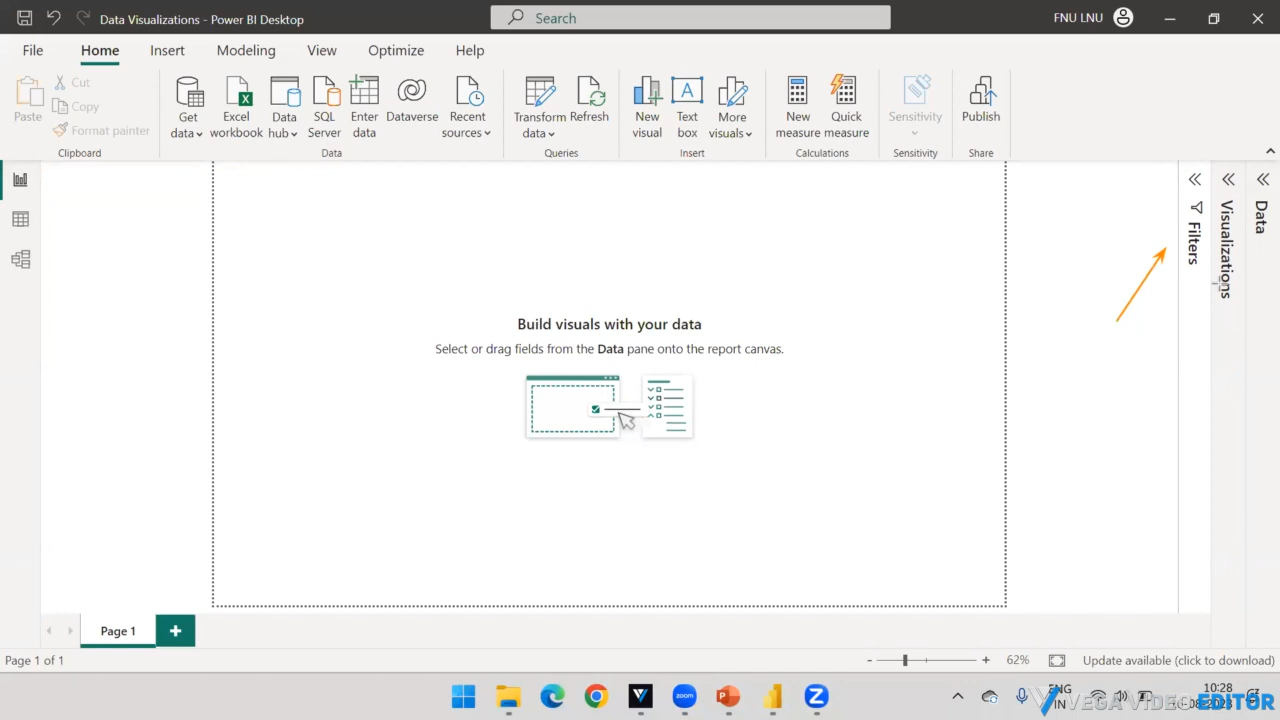 Data Visualizations - Power BI Desktop
Search
FNU LNU
File
Home
Insert
Modeling
View
Optimize
Help
Paste
Cut
Copy
Format painter
Clipboard
Get
data
Excel
workbook
Data
hub
SQL
Server
Enter
data
Dataverse
Recent
sources
Data
Transform
data
Refresh
Queries
New
visual
Text
box
More
visuals
Insert
New
measure
Quick
measure
Calculations
Sensitivity
Sensitivity
Publish
Share
Filters
Visualizations
Data
Build visuals with your data
Select or drag fields from the Data pane onto the report canvas.
Page 1
Page 1 of 1
- + 62%
Update available (click to download)
zoom
ENG
IN
10:28
VEGA VIDEO EDITOR